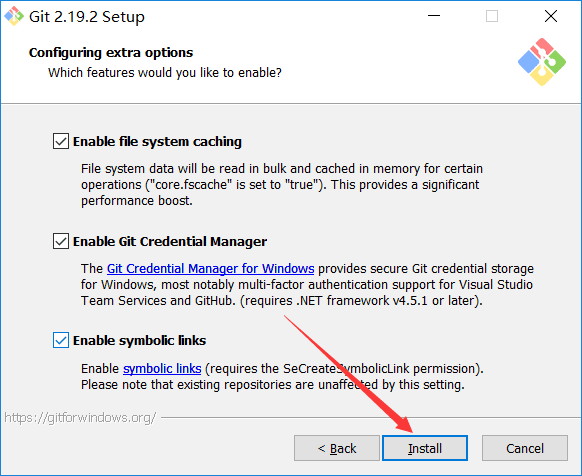 Git 2.19.2 Setup
Configuring extra options
Which features would you like to enable?
Enable file system caching
File system data will be read in bulk and cached in memory for certain
operations ("core.fscache" is set to "true"). This provides a significant
performance boost.
Enable Git Credential Manager
The Git Credential Manager for Windows provides secure Git credential storage
for Windows, most notably multi-factor authentication support for Visual Studio
Team Services and GitHub. (requires .NET framework v4.5.1 or later).
Enable symbolic links
Enable symbolic links (requires the SeCreateSymbolicLink permission).
Please note that existing repositories are unaffected by this setting.
https://gitforwindows.org/
< Back
Install
Cancel